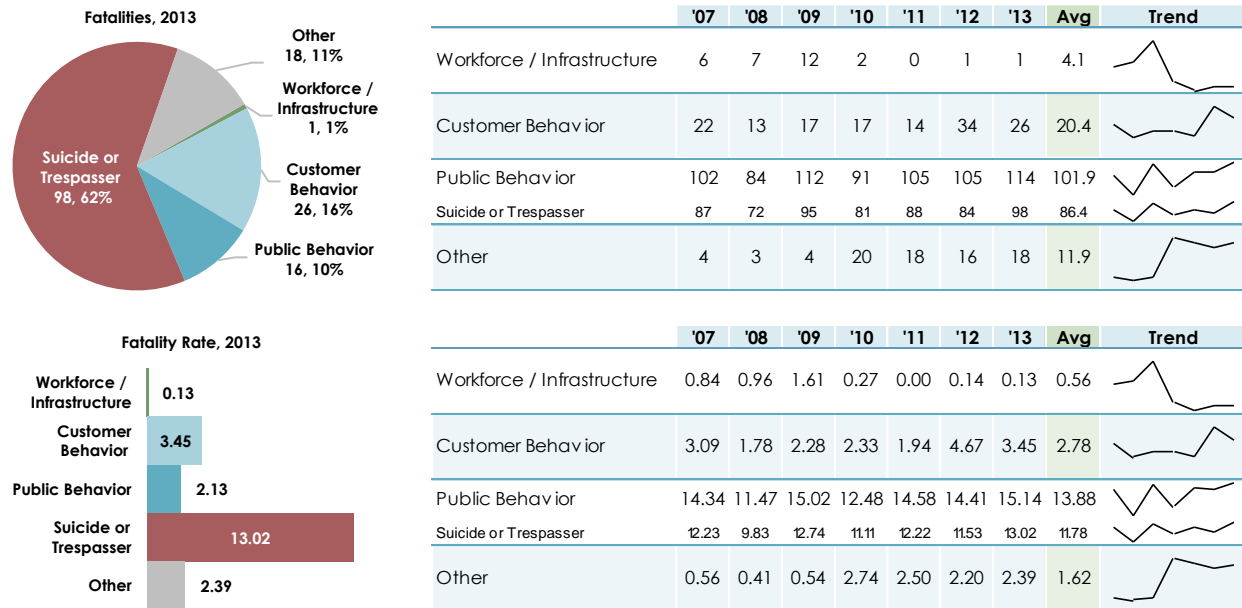 Fatalities, 2013
Other
18, 11%
Workforce /
Infrastructure
1, 1%
Customer
Behavior
26, 16%
Public Behavior
16, 10%
Suicide or
Trespasser
98, 62%
'07 '08 '09 '10 '11 '12 '13 Avg Trend
Workforce / Infrastructure 6 7 12 2 0 1 1 4.1
Customer Behavior 22 13 17 17 14 34 26 20.4
Public Behavior 102 84 112 91 105 105 114 101.9
Suicide or Trespasser 87 72 95 81 88 84 98 86.4
Other 4 3 4 20 18 16 18 11.9
Fatality Rate, 2013
Workforce /
Infrastructure
0.13
Customer
Behavior
3.45
Public Behavior 2.13
Suicide or
Trespasser
13.02
Other 2.39
'07 '08 '09 '10 '11 '12 '13 Avg Trend
Workforce / Infrastructure 0.84 0.96 1.61 0.27 0.00 0.14 0.13 0.56
Customer Behavior 3.09 1.78 2.28 2.33 1.94 4.67 3.45 2.78
Public Behavior 14.34 11.47 15.02 12.48 14.58 14.41 15.14 13.88
Suicide or Trespasser 12.23 9.83 12.74 11.11 12.22 11.53 13.02 11.78
Other 0.56 0.41 0.54 2.74 2.50 2.20 2.39 1.62